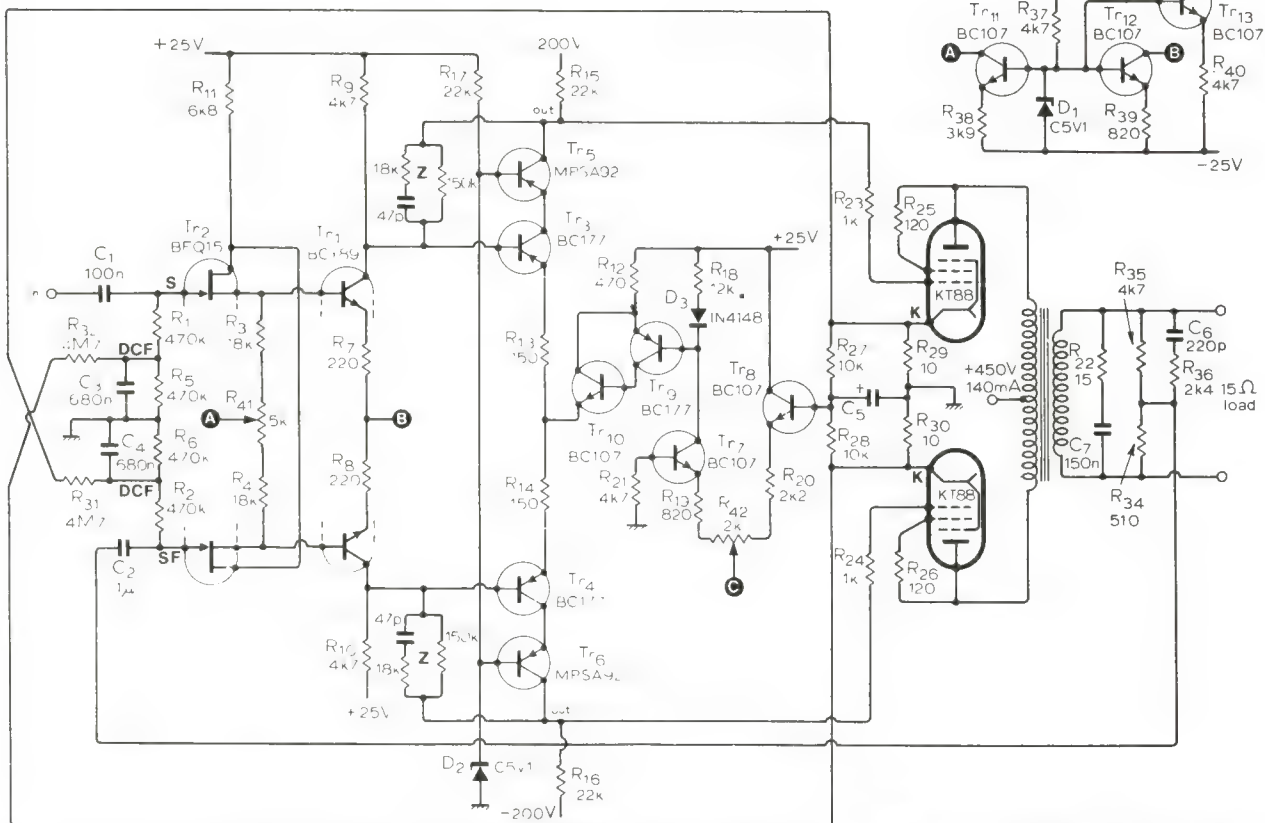 +25V
200V
R11
6k8
R9
4k7
R17
22k
R15
22k
out
18k
Z
150k
47p
Tr5
MPSA92
Tr3
BC177
Tr2
BFQ15
Tr1
C1
100n
S
R1
470k
R3
18k
4M7
DCF
C3
680n
R5
470k
R41
5k
A
R7
220
B
R6
470k
C4
680n
R8
220
DCF
R31
4M7
R2
470k
R4
18k
C2
1μ
SF
R10
4k7
+25V
47p
150k
18k
Z
Tr4
Tr6
out
D2
C5V1
R16
22k
-200V
R13
150
R14
150
R12
470
R18
12k
D3
IN4148
+25V
Tr9
BC177
Tr10
BC107
Tr8
BC107
Tr7
BC107
R21
4k7
R19
820
R42
2k
R20
2k2
C
R27
10k
R28
10k
C5
+
R29
10
R30
10
K
K
R23
1k
R25
120
KT88
KT88
R24
1k
R26
120
+450V
140mA
R22
15
C7
150n
R35
4k7
R34
510
C6
220p
R36
2k4
15Ω
load
Tr11
BC107
R37
4k7
Tr12
BC107
Tr13
BC107
A
B
R38
3k9
D1
C5V1
R39
820
R40
4k7
-25V